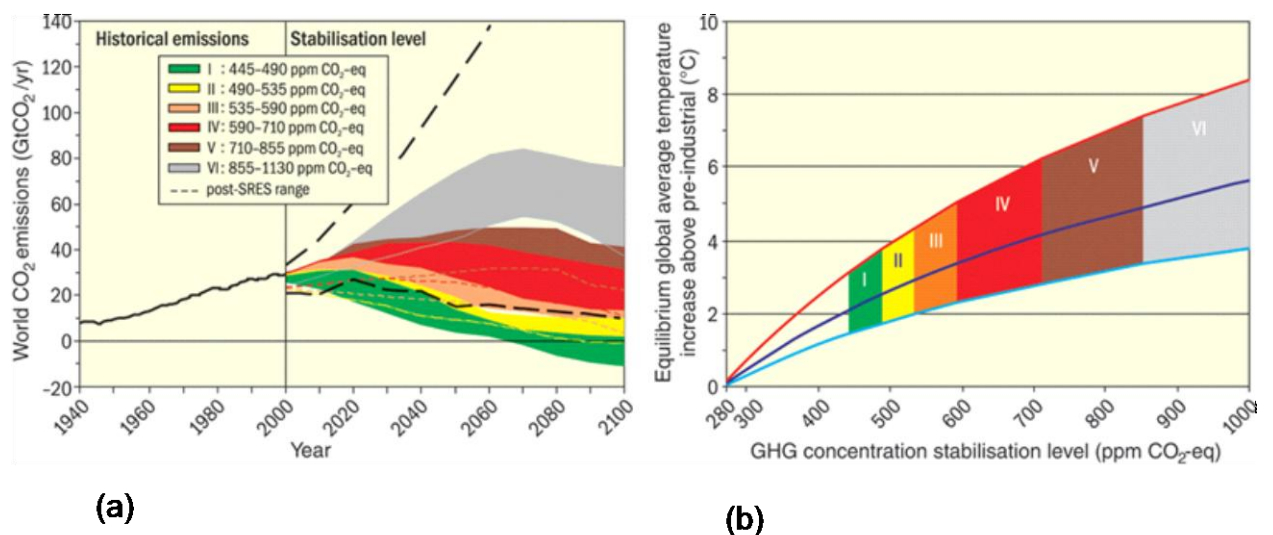 Historical emissions
Stabilisation level
I : 445–490 ppm CO₂-eq
II : 490–535 ppm CO₂-eq
III: 535–590 ppm CO₂-eq
IV: 590–710 ppm CO₂-eq
V : 710–855 ppm CO₂-eq
VI: 855–1130 ppm CO₂-eq
post-SRES range
World CO₂ emissions (GtCO₂ /yr)
140
120
100
80
60
40
20
0
–20
1940
1960
1980
2000
2020
2040
2060
2080
2100
Year
(a)
Equilibrium global average temperature
increase above pre-industrial (°C)
10
8
6
4
2
0
I
II
III
IV
V
VI
280
300
400
500
600
700
800
900
1000
GHG concentration stabilisation level (ppm CO₂-eq)
(b)